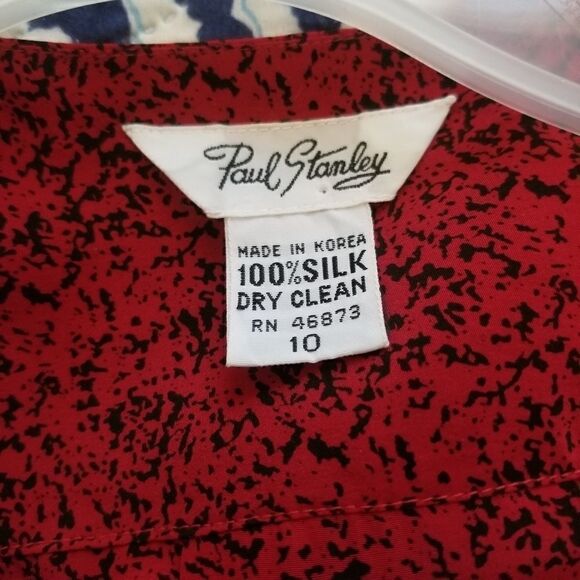 Paul Stanley
MADE IN KOREA
100% SILK
DRY CLEAN
RN 46873
10